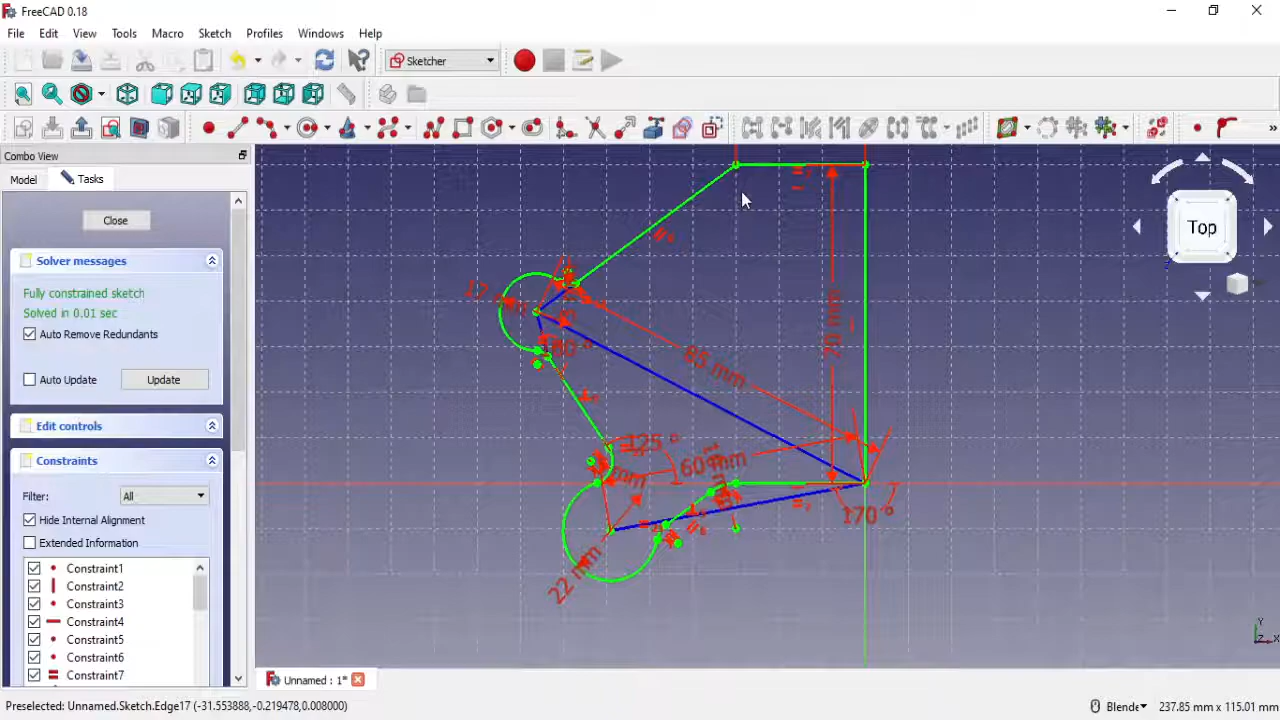 FreeCAD 0.18
File Edit View Tools Macro Sketch Profiles Windows Help
Sketcher
Combo View
Tasks
Close
Solver messages
Fully constrained sketch
Solved in 0.01 sec
Auto Remove Redundants
Auto Update Update
Edit controls
Constraints
Filter: All
Hide Internal Alignment
Extended Information
Constraint1
Constraint2
Constraint3
Constraint4
Constraint5
Constraint6
Constraint7
17 mm
85 mm
20 mm
125 °
170 °
22 mm
Top
Unnamed : 1*
Preselected: Unnamed.Sketch.Edge17 (-31.553888,-0.219478,0.008000)
237.85 mm x 115.01 mm